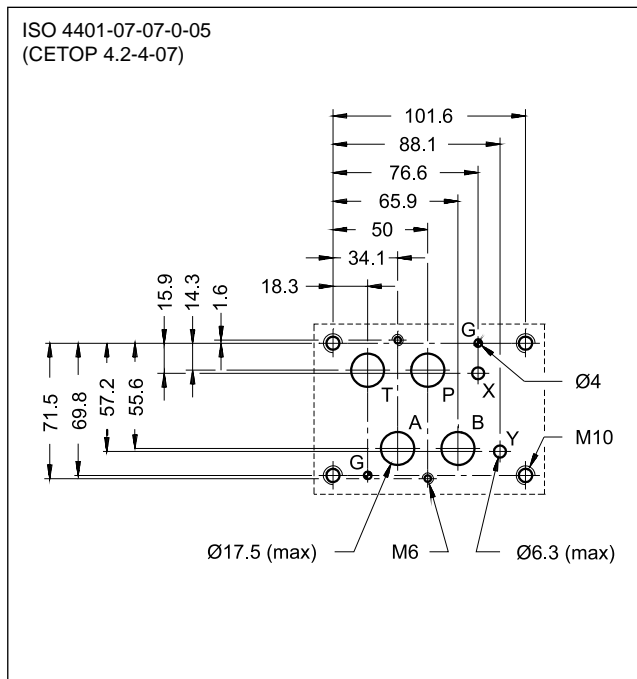 ISO 4401-07-07-0-05
(CETOP 4.2-4-07)
101.6
88.1
76.6
65.9
50
34.1
18.3
15.9
14.3
1.6
G
Ø4
T
P
X
71.5
69.8
57.2
55.6
A
B
Y
M10
G
Ø17.5 (max)
M6
Ø6.3 (max)